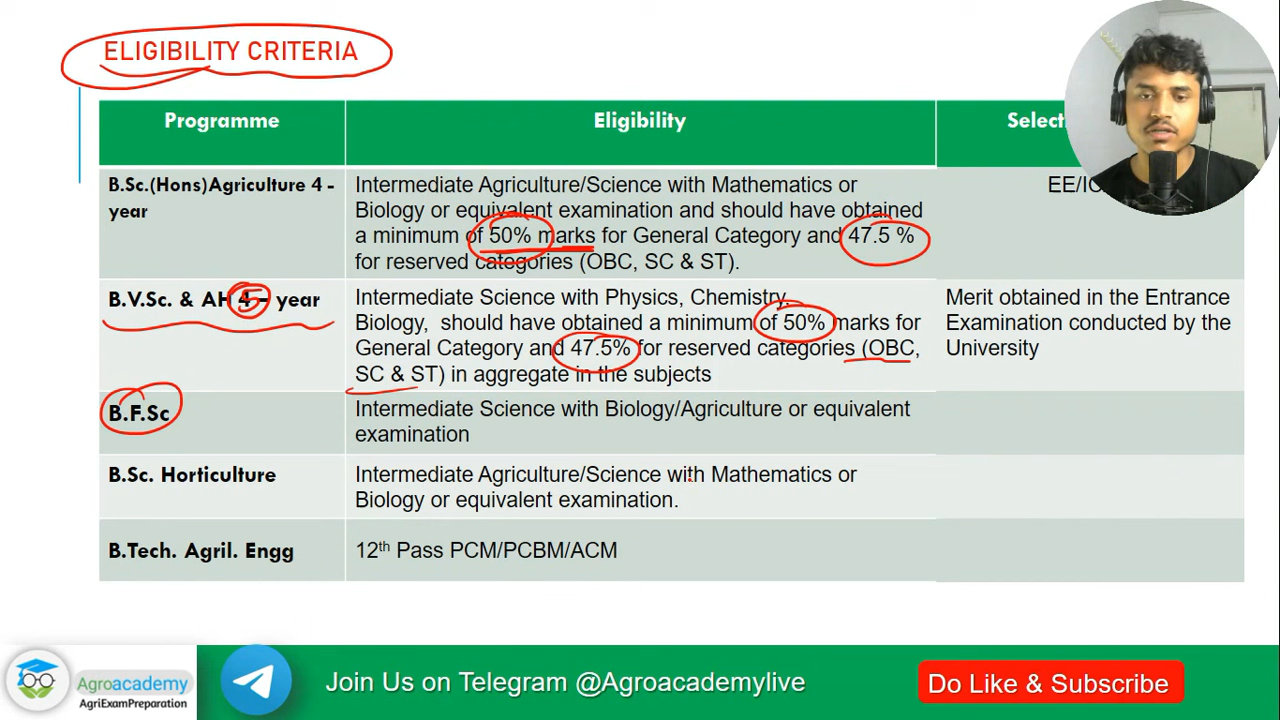 ELIGIBILITY CRITERIA
Programme
Eligibility
B.Sc.(Hons)Agriculture 4 -
year
Intermediate Agriculture/Science with Mathematics or
Biology or equivalent examination and should have obtained
a minimum of 50% marks for General Category and 47.5 %
for reserved categories (OBC, SC & ST).
B.V.Sc. & AH 5 - year
Intermediate Science with Physics, Chemistry,
Biology, should have obtained a minimum of 50% marks for
General Category and 47.5% for reserved categories (OBC,
SC & ST) in aggregate in the subjects
Merit obtained in the Entrance
Examination conducted by the
University
B.F.Sc
Intermediate Science with Biology/Agriculture or equivalent
examination
B.Sc. Horticulture
Intermediate Agriculture/Science with Mathematics or
Biology or equivalent examination.
B.Tech. Agril. Engg
12th Pass PCM/PCBM/ACM
Agroacademy
AgriExamPreparation
Join Us on Telegram @Agroacademylive
Do Like & Subscribe